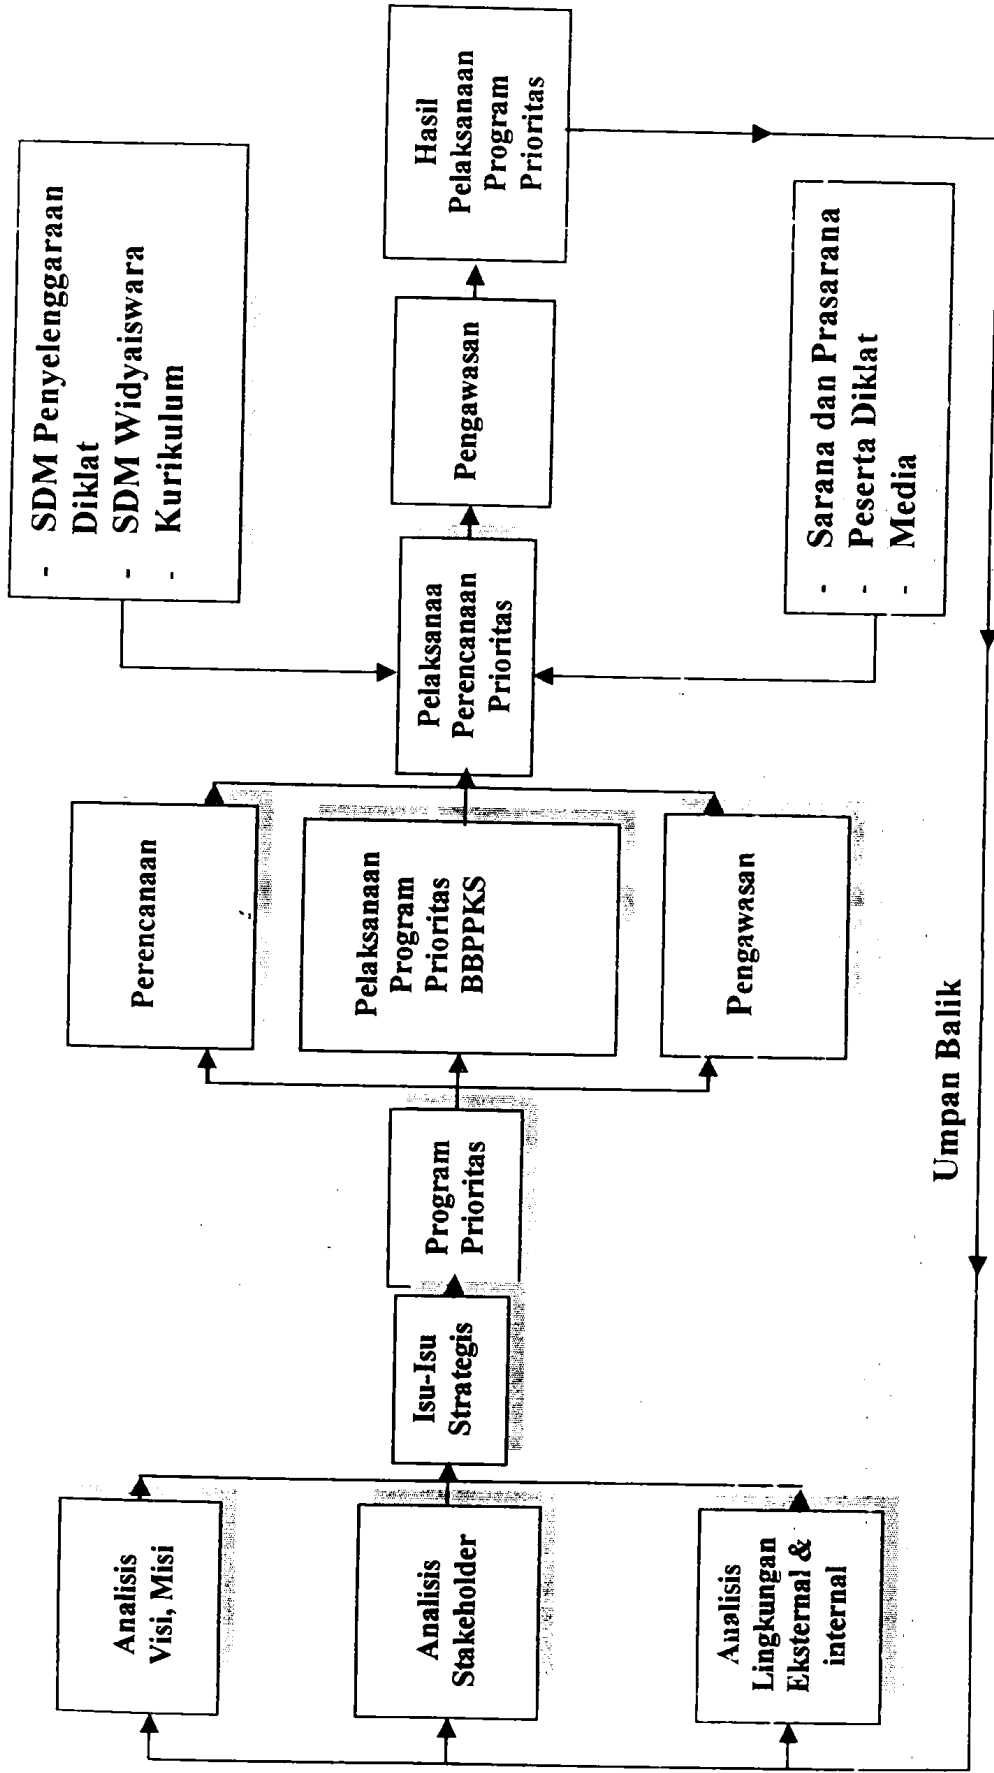 Analisis
Visi, Misi
Analisis
Stakeholder
Analisis
Lingkungan
Eksternal &
internal
Isu-Isu
Strategis
Program
Prioritas
Perencanaan
Pelaksanaan
Program
Prioritas
BBPPKS
Pengawasan
Pelaksanaa
Perencanaan
Prioritas
- SDM Penyelenggaraan
Diklat
- SDM Widyaiswara
- Kurikulum
- Sarana dan Prasarana
- Peserta Diklat
- Media
Pengawasan
Hasil
Pelaksanaan
Program
Prioritas
Umpan Balik